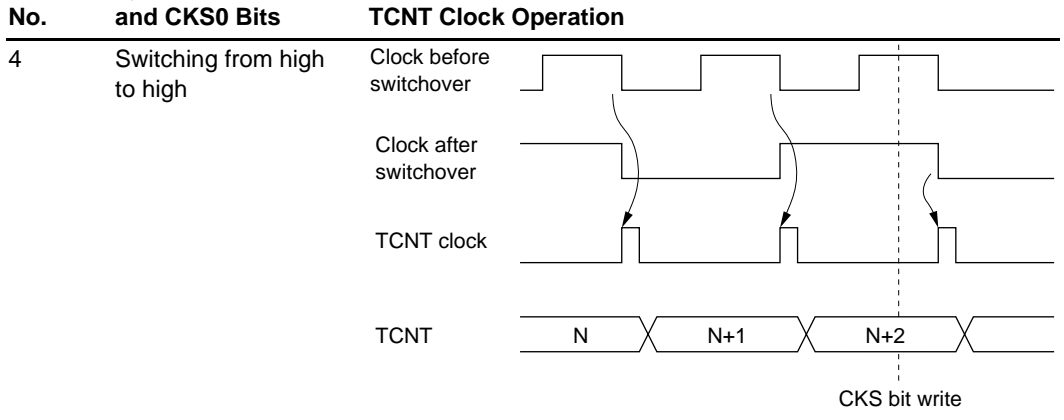 No. and CKS0 Bits TCNT Clock Operation
4 Switching from high Clock before
to high switchover
Clock after
switchover
TCNT clock
TCNT N N+1 N+2
CKS bit write